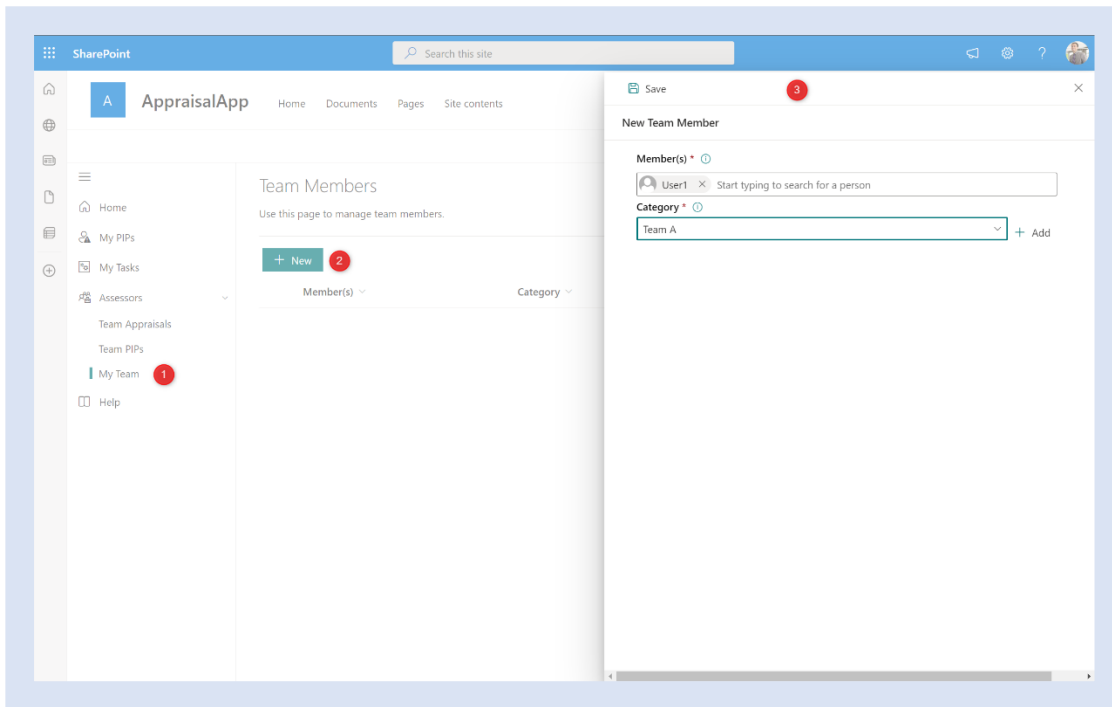 SharePoint
Search this site
?
A
AppraisalApp
Home Documents Pages Site contents
Home
My PIPs
My Tasks
Assessors
Team Appraisals
Team PIPs
My Team 1
Help
Team Members
Use this page to manage team members.
+ New 2
Member(s)
Category
Save 3
New Team Member
Member(s) *
User1 × Start typing to search for a person
Category *
Team A
+ Add